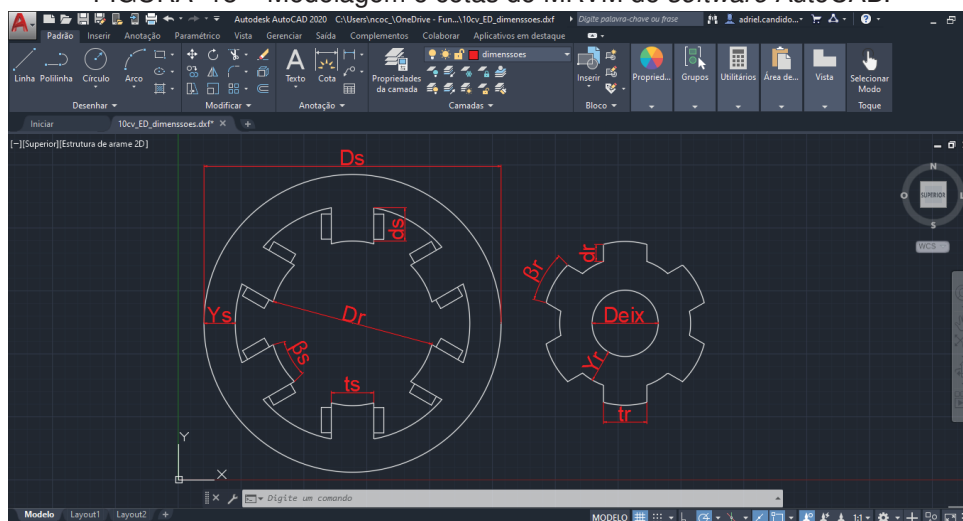 FIGURA 18 - Modelagem e cotas do MRVM do software AutoCAD.
Autodesk AutoCAD 2020 C:\Users\ncoc_\OneDrive - Fun...\10cv_ED_dimenssoes.dxf Digite palavra-chave ou frase adriel.candido...
Padrão Inserir Anotação Paramétrico Vista Gerenciar Saída Complementos Colaborar Aplicativos em destaque
Linha Polilinha Círculo Arco Texto Cota Propriedades da camada dimenssoes Inserir Propried... Grupos Utilitários Área de... Vista Selecionar Modo
Desenhar Modificar Anotação Camadas Bloco Toque
Iniciar 10cv_ED_dimenssoes.dxf* +
[−][Superior][Estrutura de arame 2D]
Ds
ds
Ys
Dr
βs
ts
βr
dr
Deix
Yr
tr
N
O SUPERIOR L
S
WCS
Y
X
Digite um comando
Modelo Layout1 Layout2 + MODELO 1:1